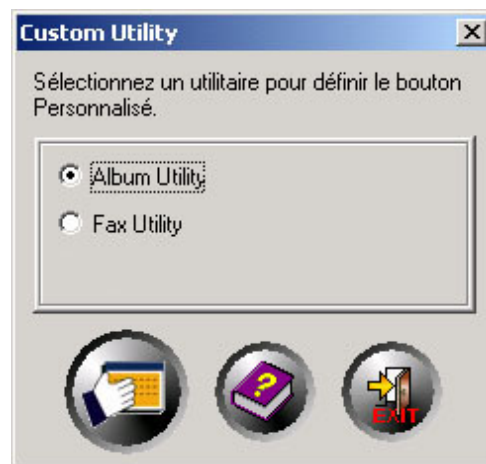 Custom Utility
Sélectionnez un utilitaire pour définir le bouton
Personnalisé.
Album Utility
Fax Utility
?
EXIT